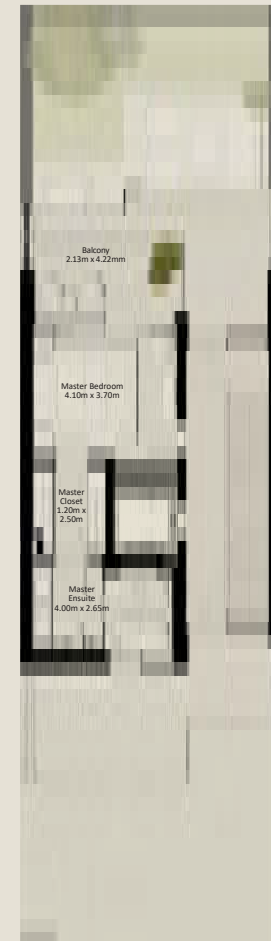 Balcony
2.13m x 4.22mm
Master Bedroom
4.10m x 3.70m
Master
Closet
1.20m x
2.50m
Master
Ensuite
4.00m x 2.65m